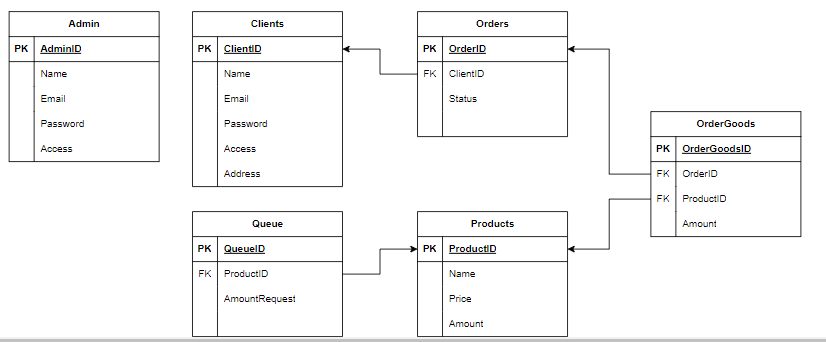 Admin
PK AdminID
Name
Email
Password
Access
Clients
PK ClientID
Name
Email
Password
Access
Address
Orders
PK OrderID
FK ClientID
Status
OrderGoods
PK OrderGoodsID
FK OrderID
FK ProductID
Amount
Queue
PK QueueID
FK ProductID
AmountRequest
Products
PK ProductID
Name
Price
Amount